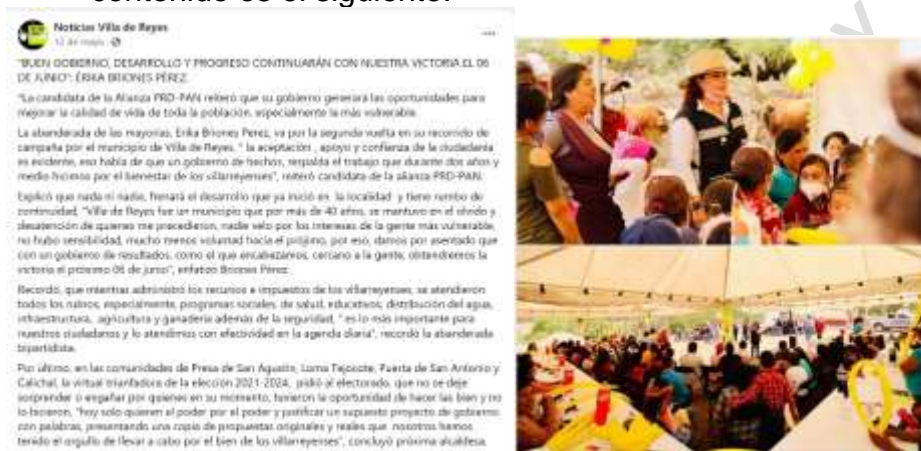 contenido es el siguiente:
Noticias Villa de Reyes
12 de mayo
"BUEN GOBIERNO, DESARROLLO Y PROGRESO CONTINUARÁN CON NUESTRA VICTORIA EL 06
DE JUNIO": ÉRIKA BRIONES PÉREZ.
"La candidata de la Alianza PRD-PAN reiteró que su gobierno generará las oportunidades para
mejorar la calidad de vida de toda la población, especialmente la más vulnerable.
La abanderada de las mayorías, Erika Briones Perez, va por la segunda vuelta en su recorrido de
campaña por el municipio de Villa de Reyes, " la aceptación , apoyo y confianza de la ciudadanía
es evidente, eso habla de que un gobierno de hechos, respalda el trabajo que durante dos años y
medio hicimos por el bienestar de los villarreyenses", reiteró candidata de la alianza PRD-PAN.
Explicó que nada ni nadie, frenará el desarrollo que ya inició en la localidad y tiene rumbo de
continuidad, "Villa de Reyes fue un municipio que por más de 40 años, se mantuvo en el olvido y
desatención de quienes me precedieron, nadie veló por los intereses de la gente más vulnerable,
no hubo sensibilidad, mucho menos voluntad hacia el prójimo, por eso, damos por asentado que
con un gobierno de resultados, como el que encabezamos, cercano a la gente, obtendremos la
victoria el próximo 06 de junio", enfatizó Briones Pérez.
Recordó, que mientras administró los recursos e impuestos de los villarreyenses, se atendieron
todos los rubros, especialmente, programas sociales, de salud, educativos, distribución del agua,
infraestructura, agricultura y ganadería además de la seguridad, " es lo más importante para
nuestros ciudadanos y lo atendimos con efectividad en la agenda diaria", recordó la abanderada
bipartidista.
Por último, en las comunidades de Presa de San Agustín, Loma Tejocote, Puerta de San Antonio y
Calichal, la virtual triunfadora de la elección 2021-2024, pidió al electorado, que no se deje
sorprender o engañar por quienes en su momento, tuvieron la oportunidad de hacer las bien y no
lo hicieron, "hoy solo quieren el poder por el poder y justificar un supuesto proyecto de gobierno
con palabras, presentando una copia de propuestas originales y reales que nosotros hemos
tenido el orgullo de llevar a cabo por el bien de los villarreyenses", concluyó próxima alcaldesa.